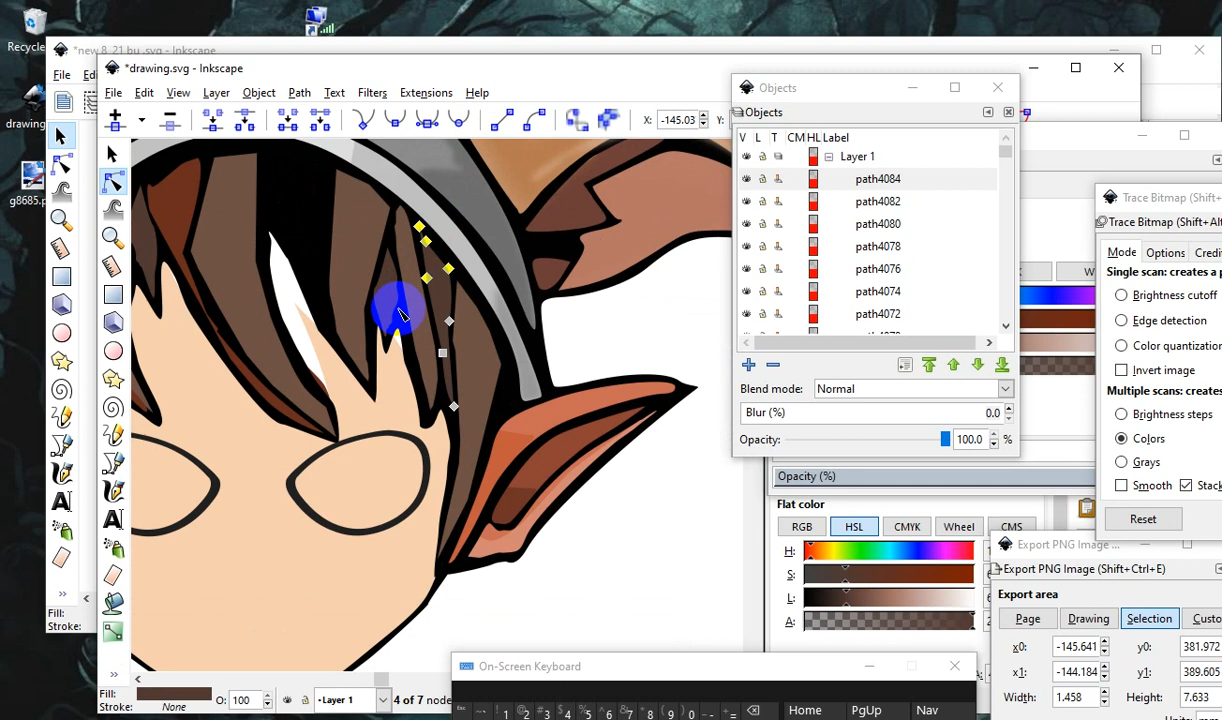 Recycle
*new 8_21 bu .svg - Inkscape
*drawing.svg - Inkscape
File
File Edit View Layer Object Path Text Filters Extensions Help
X: -145.03 Y:
drawing
g8685.p
Objects
Objects
V L T CM HL Label
Layer 1
path4084
path4082
path4080
path4078
path4076
path4074
path4072
Blend mode: Normal
Blur (%) 0.0
Opacity: 100.0 %
Opacity (%)
Flat color
RGB HSL CMYK Wheel CMS
H:
S:
L:
A:
Trace Bitmap (Shift+
Trace Bitmap (Shift+Alt
Mode Options Credi
Single scan: creates a p
Brightness cutoff
Edge detection
Color quantization
Invert image
Multiple scans: creates
Brightness steps
Colors
Grays
Smooth Stack
Reset
Export PNG Image ...
Export PNG Image (Shift+Ctrl+E)
Export area
Page Drawing Selection Custo
x0: -145.641 y0: 381.972
x1: -144.184 y1: 389.605
Width: 1.458 Height: 7.633
Fill:
Stroke:
Fill:
Stroke: None
O: 100
Layer 1
4 of 7 node
On-Screen Keyboard
Home PgUp Nav